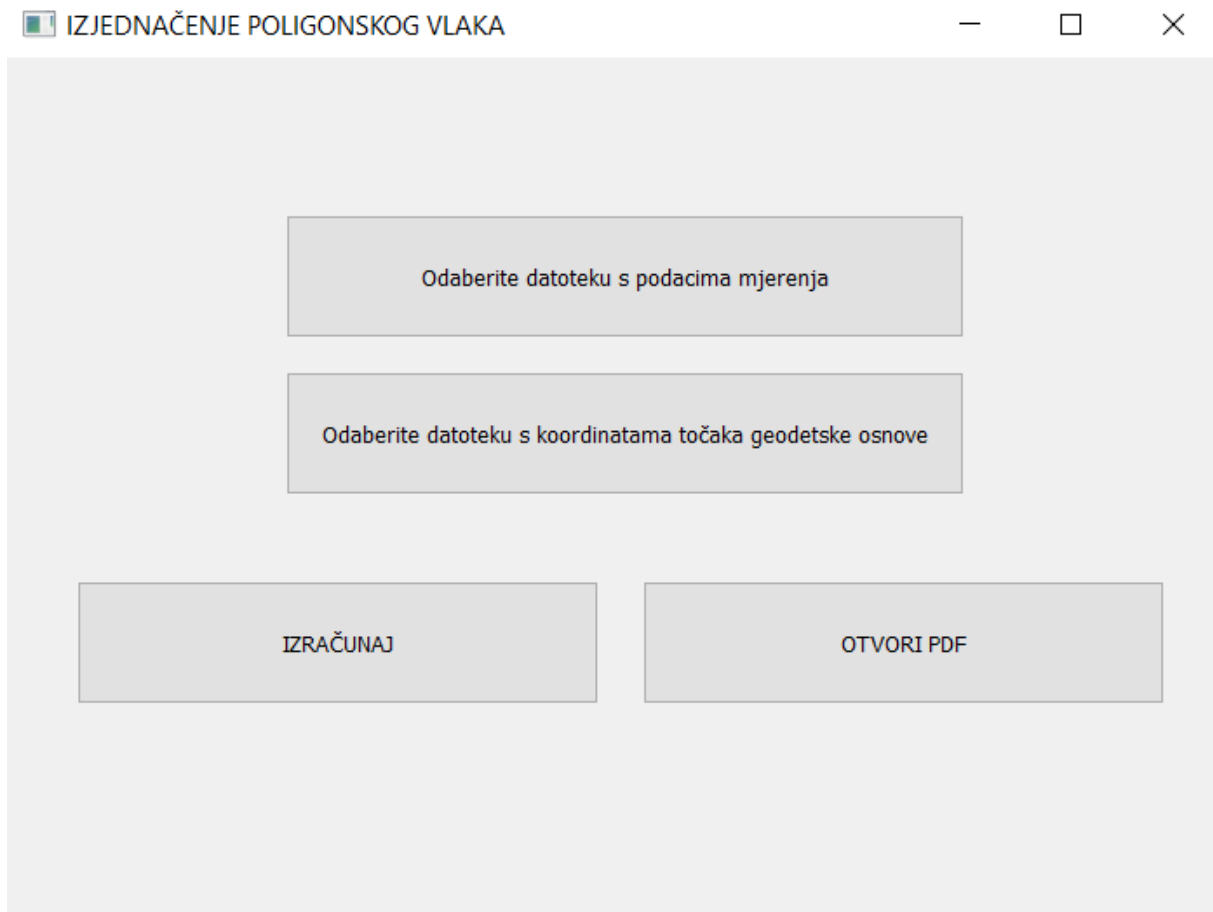 IZJEDNAČENJE POLIGONSKOG VLAKA
Odaberite datoteku s podacima mjerenja
Odaberite datoteku s koordinatama točaka geodetske osnove
IZRAČUNAJ
OTVORI PDF